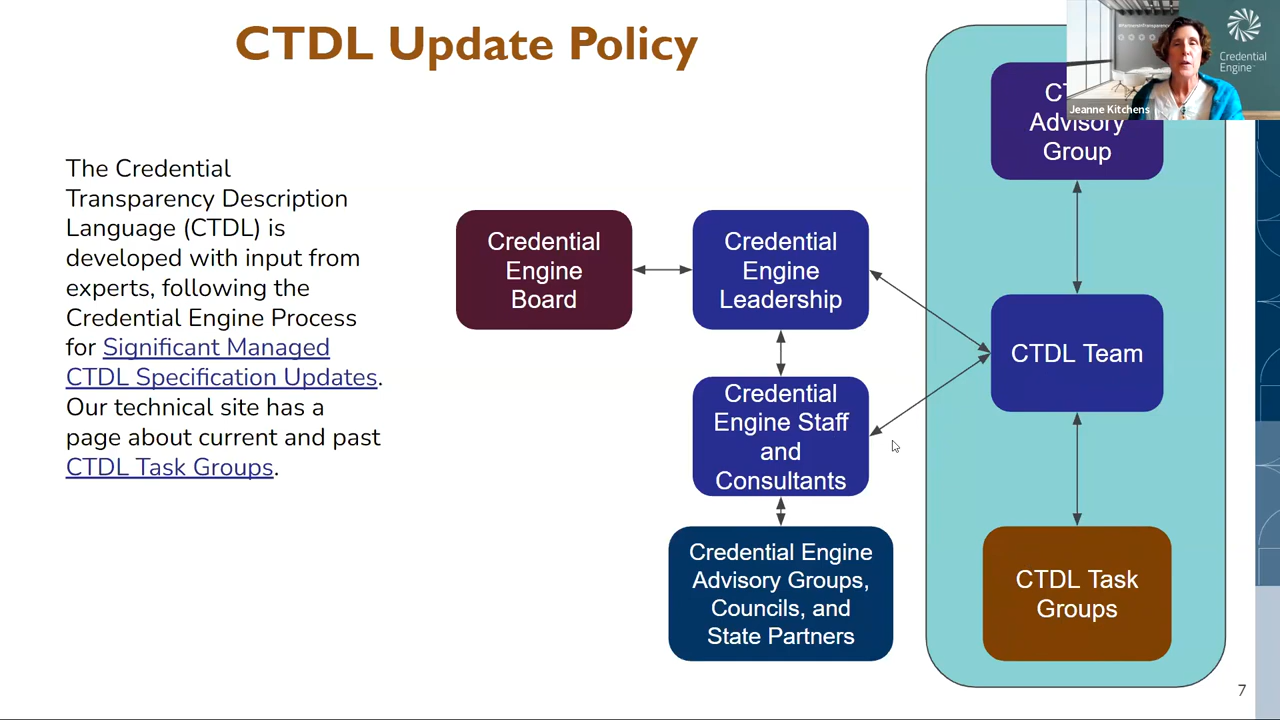 CTDL Update Policy
The Credential
Transparency Description
Language (CTDL) is
developed with input from
experts, following the
Credential Engine Process
for Significant Managed
CTDL Specification Updates.
Our technical site has a
page about current and past
CTDL Task Groups.
Credential
Engine
Board
Credential
Engine
Leadership
Credential
Engine Staff
and
Consultants
Credential Engine
Advisory Groups,
Councils, and
State Partners
Advisory
Group
CTDL Team
CTDL Task
Groups
Credential
Engine
Jeanne Kitchens
7